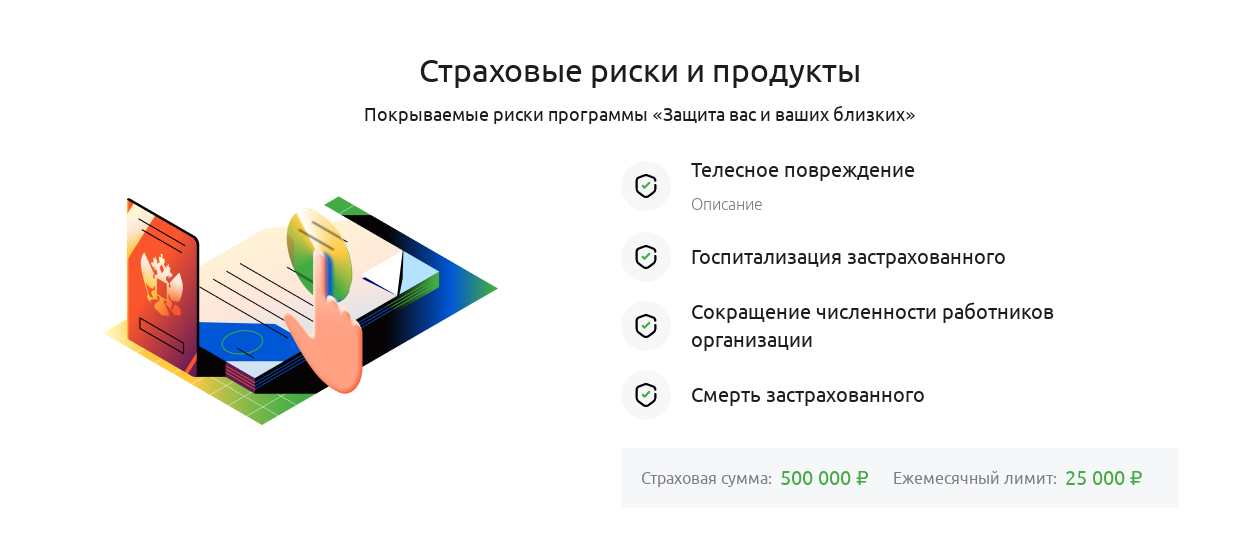 Страховые риски и продукты
Покрываемые риски программы «Защита вас и ваших близких»
Телесное повреждение
Описание
Госпитализация застрахованного
Сокращение численности работников
организации
Смерть застрахованного
Страховая сумма: 500 000 ₽ Ежемесячный лимит: 25 000 ₽